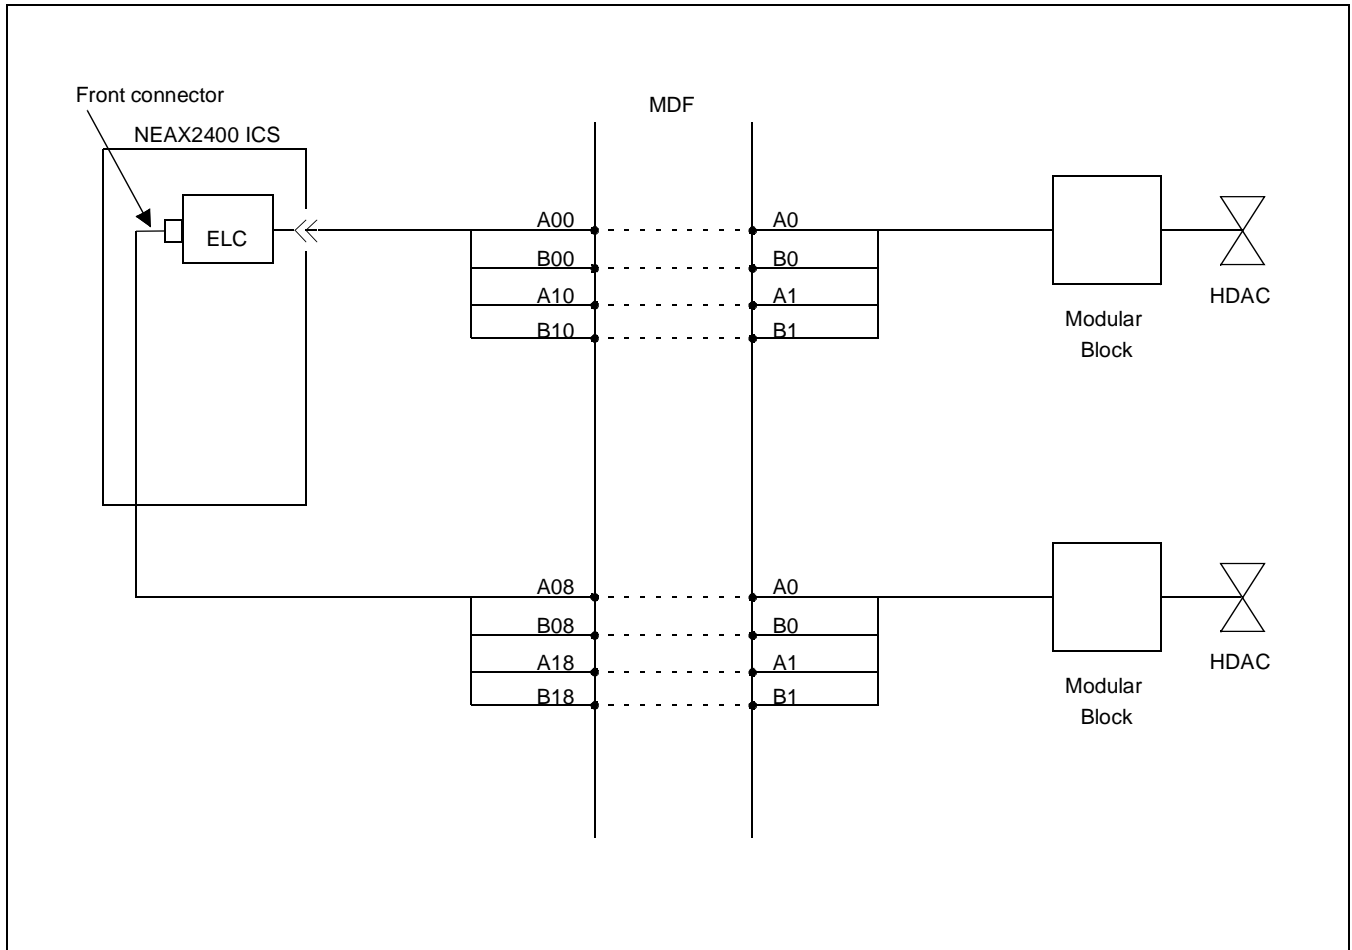 Front connector
MDF
NEAX2400 ICS
ELC
A00
A0
B00
B0
A10
A1
B10
B1
Modular
Block
HDAC
A08
A0
B08
B0
A18
A1
B18
B1
Modular
Block
HDAC